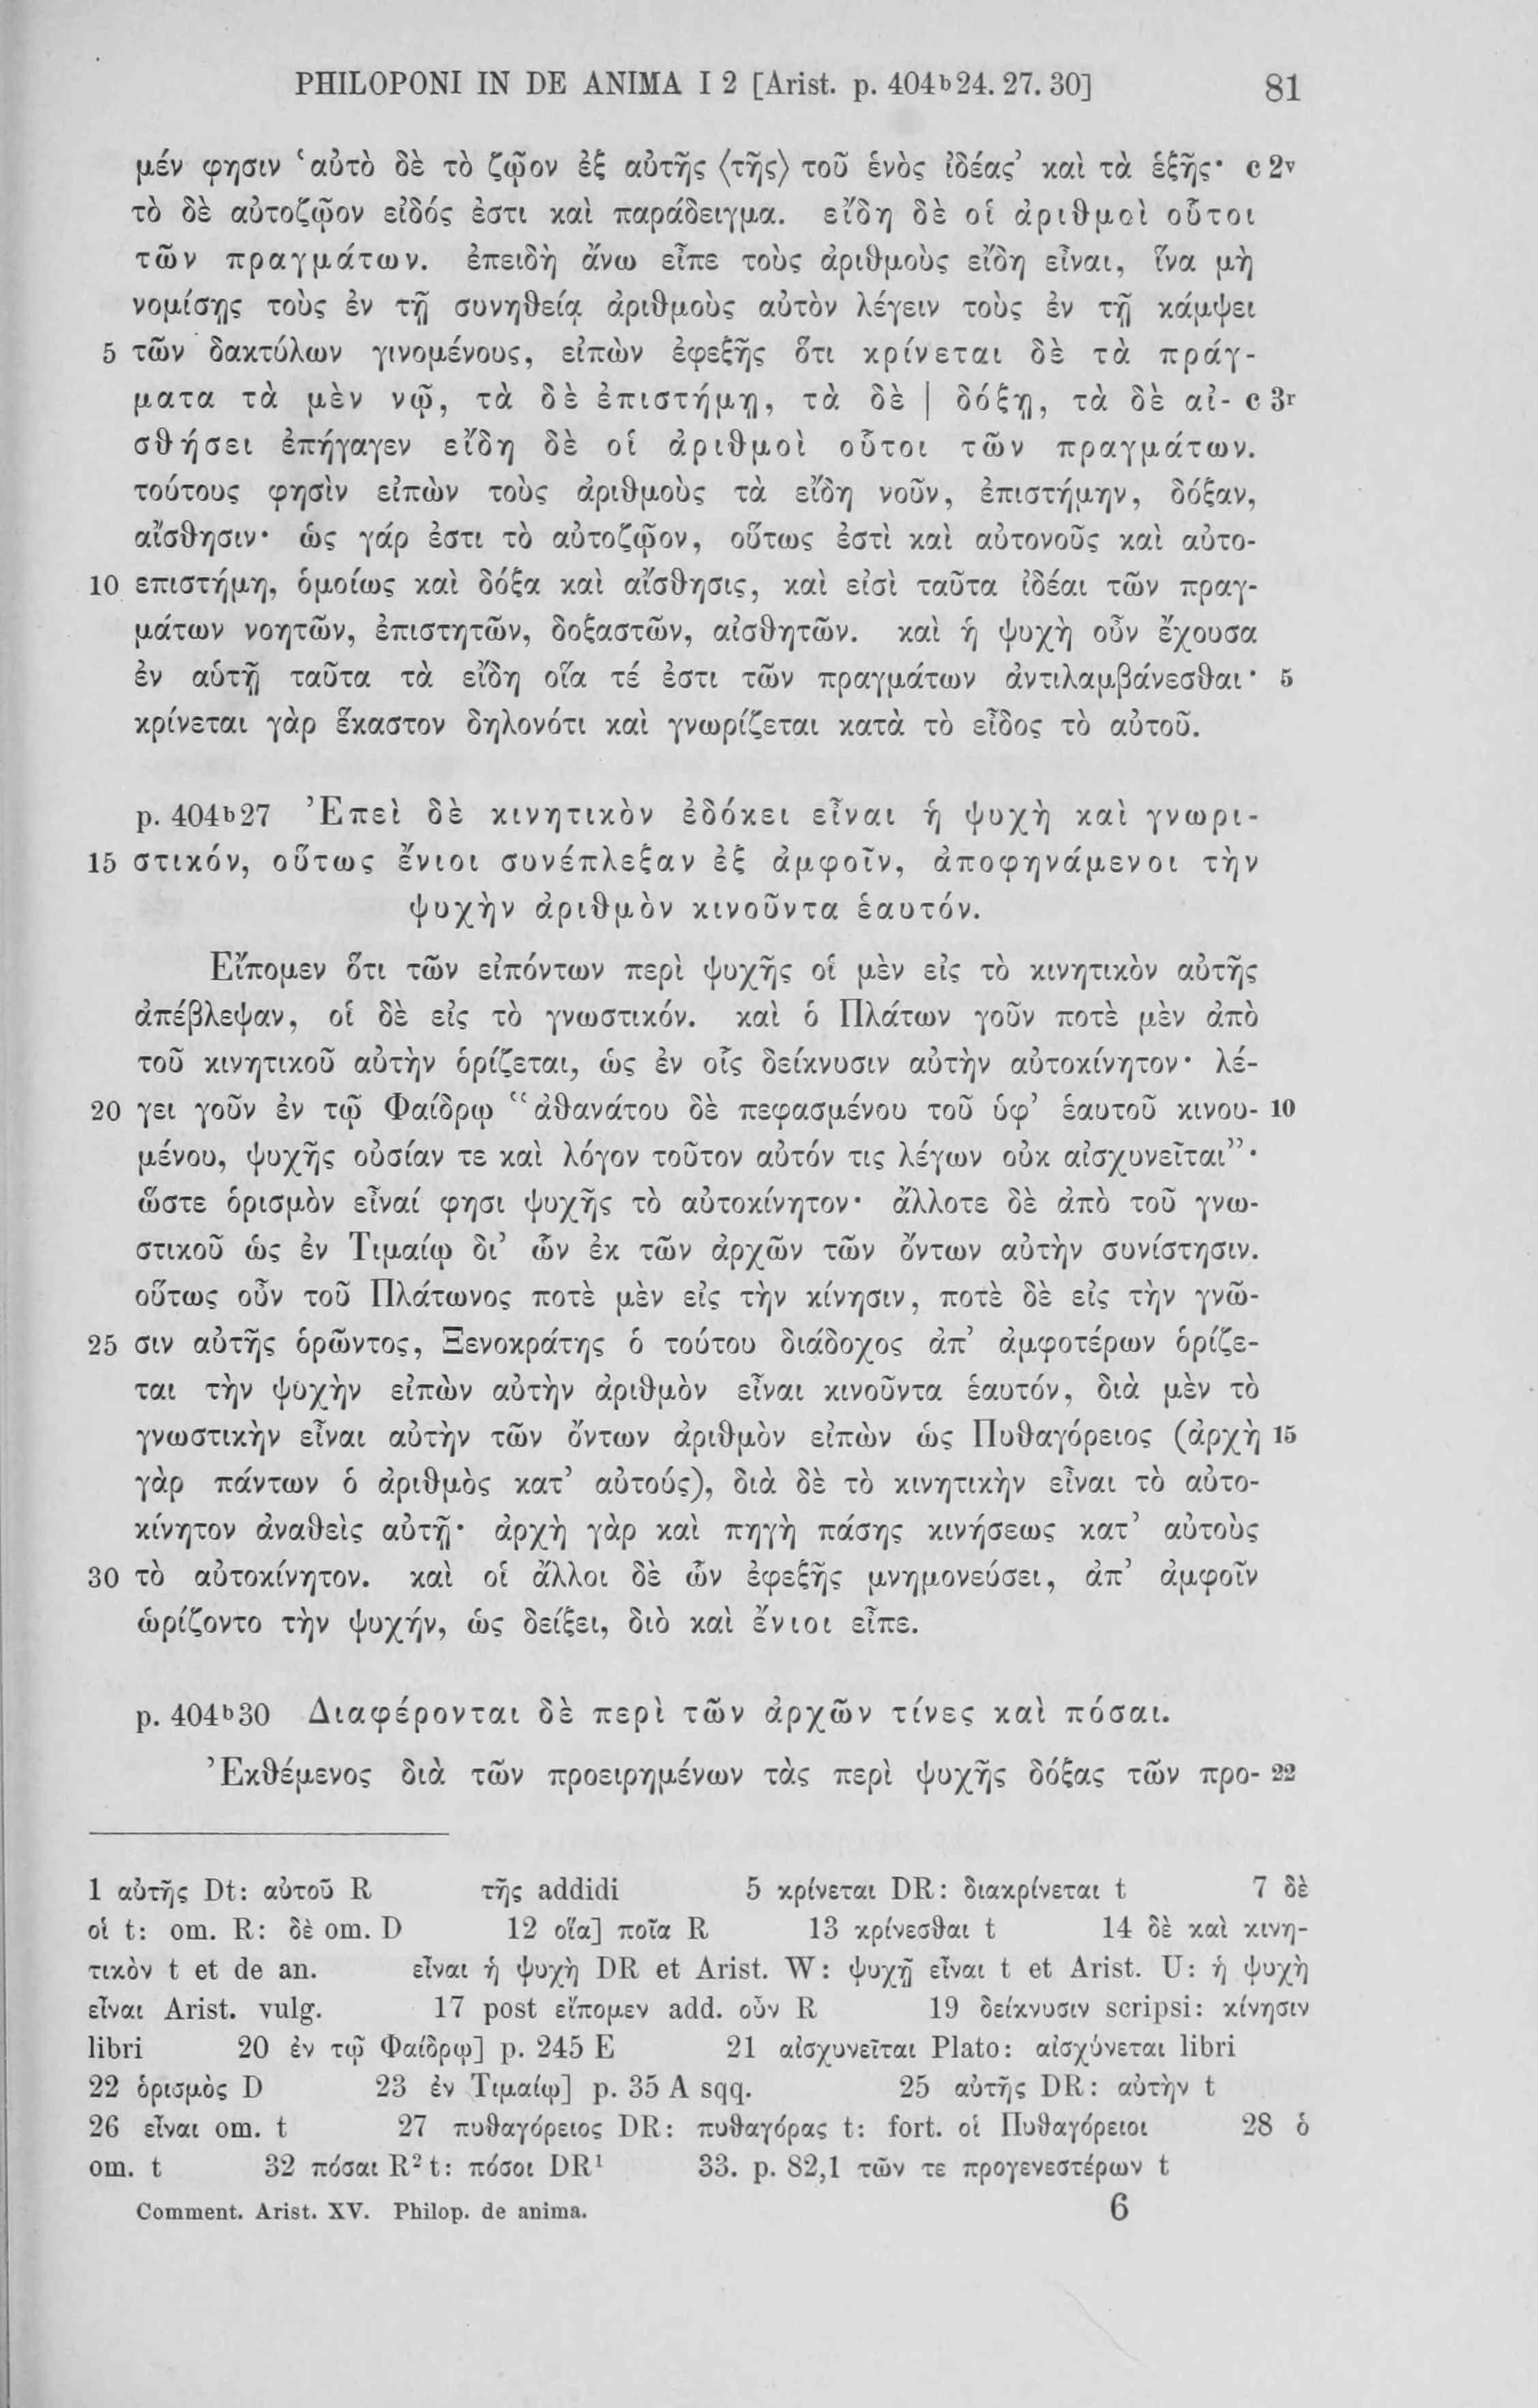 PHILOPONI IN DE ANIMA I 2 [Arist. p. 404b24. 27. 30] 81
μέν φησιν ‘αὐτὸ δὲ τὸ ζῷον ἐξ αὐτῆς ⟨τῆς⟩ τοῦ ἑνὸς ἰδέας’ καὶ τὰ ἑξῆς· c 2v
τὸ δὲ αὐτοζῷον εἶδός ἐστι καὶ παράδειγμα. εἴδη δὲ οἱ ἀριθμοὶ οὗτοι
τῶν πραγμάτων. ἐπειδὴ ἄνω εἶπε τοὺς ἀριθμοὺς εἴδη εἶναι, ἵνα μὴ
νομίσῃς τοὺς ἐν τῇ συνηθείᾳ ἀριθμοὺς αὐτὸν λέγειν τοὺς ἐν τῇ κάμψει
5 τῶν δακτύλων γινομένους, εἰπὼν ἐφεξῆς ὅτι κρίνεται δὲ τὰ πράγ-
ματα τὰ μὲν νῷ, τὰ δὲ ἐπιστήμῃ, τὰ δὲ | δόξῃ, τὰ δὲ αἰ- c 3r
σθήσει ἐπήγαγεν εἴδη δὲ οἱ ἀριθμοὶ οὗτοι τῶν πραγμάτων.
τούτους φησὶν εἰπὼν τοὺς ἀριθμοὺς τὰ εἴδη νοῦν, ἐπιστήμην, δόξαν,
αἴσθησιν· ὡς γάρ ἐστι τὸ αὐτοζῷον, οὕτως ἐστὶ καὶ αὐτονοῦς καὶ αὐτο-
10 επιστήμη, ὁμοίως καὶ δόξα καὶ αἴσθησις, καὶ εἰσὶ ταῦτα ἰδέαι τῶν πραγ-
μάτων νοητῶν, ἐπιστητῶν, δοξαστῶν, αἰσθητῶν. καὶ ἡ ψυχὴ οὖν ἔχουσα
ἐν αὑτῇ ταῦτα τὰ εἴδη οἵα τέ ἐστι τῶν πραγμάτων ἀντιλαμβάνεσθαι· 5
κρίνεται γὰρ ἕκαστον δηλονότι καὶ γνωρίζεται κατὰ τὸ εἶδος τὸ αὐτοῦ.
p. 404b27 Ἐπεὶ δὲ κινητικὸν ἐδόκει εἶναι ἡ ψυχὴ καὶ γνωρι-
15 στικόν, οὕτως ἔνιοι συνέπλεξαν ἐξ ἀμφοῖν, ἀποφηνάμενοι τὴν
ψυχὴν ἀριθμὸν κινοῦντα ἑαυτόν.
Εἴπομεν ὅτι τῶν εἰπόντων περὶ ψυχῆς οἱ μὲν εἰς τὸ κινητικὸν αὐτῆς
ἀπέβλεψαν, οἱ δὲ εἰς τὸ γνωστικόν. καὶ ὁ Πλάτων γοῦν ποτὲ μὲν ἀπὸ
τοῦ κινητικοῦ αὐτὴν ὁρίζεται, ὡς ἐν οἷς δείκνυσιν αὐτὴν αὐτοκίνητον· λέ-
20 γει γοῦν ἐν τῷ Φαίδρῳ “ἀθανάτου δὲ πεφασμένου τοῦ ὑφ’ ἑαυτοῦ κινου- 10
μένου, ψυχῆς οὐσίαν τε καὶ λόγον τοῦτον αὐτόν τις λέγων οὐκ αἰσχυνεῖται”·
ὥστε ὁρισμὸν εἶναί φησι ψυχῆς τὸ αὐτοκίνητον· ἄλλοτε δὲ ἀπὸ τοῦ γνω-
στικοῦ ὡς ἐν Τιμαίῳ δι’ ὧν ἐκ τῶν ἀρχῶν τῶν ὄντων αὐτὴν συνίστησιν.
οὕτως οὖν τοῦ Πλάτωνος ποτὲ μὲν εἰς τὴν κίνησιν, ποτὲ δὲ εἰς τὴν γνῶ-
25 σιν αὐτῆς ὁρῶντος, Ξενοκράτης ὁ τούτου διάδοχος ἀπ’ ἀμφοτέρων ὁρίζε-
ται τὴν ψυχὴν εἰπὼν αὐτὴν ἀριθμὸν εἶναι κινοῦντα ἑαυτόν, διὰ μὲν τὸ
γνωστικὴν εἶναι αὐτὴν τῶν ὄντων ἀριθμὸν εἰπὼν ὡς Πυθαγόρειος (ἀρχὴ 15
γὰρ πάντων ὁ ἀριθμὸς κατ’ αὐτούς), διὰ δὲ τὸ κινητικὴν εἶναι τὸ αὐτο-
κίνητον ἀναθεὶς αὐτῇ· ἀρχὴ γὰρ καὶ πηγὴ πάσης κινήσεως κατ’ αὐτοὺς
30 τὸ αὐτοκίνητον. καὶ οἱ ἄλλοι δὲ ὧν ἐφεξῆς μνημονεύσει, ἀπ’ ἀμφοῖν
ὡρίζοντο τὴν ψυχήν, ὡς δείξει, διὸ καὶ ἔνιοι εἶπε.
p. 404b30 Διαφέρονται δὲ περὶ τῶν ἀρχῶν τίνες καὶ πόσαι.
Ἐκθέμενος διὰ τῶν προειρημένων τὰς περὶ ψυχῆς δόξας τῶν προ- 22
1 αὐτῆς Dt: αὐτοῦ R τῆς addidi 5 κρίνεται DR: διακρίνεται t 7 δὲ
οἱ t: om. R: δὲ om. D 12 οἵα] ποῖα R 13 κρίνεσθαι t 14 δὲ καὶ κινη-
τικὸν t et de an. εἶναι ἡ ψυχὴ DR et Arist. W: ψυχῇ εἶναι t et Arist. U: ἡ ψυχὴ
εἶναι Arist. vulg. 17 post εἴπομεν add. οὖν R 19 δείκνυσιν scripsi: κίνησιν
libri 20 ἐν τῷ Φαίδρῳ] p. 245 E 21 αἰσχυνεῖται Plato: αἰσχύνεται libri
22 ὁρισμὸς D 23 ἐν Τιμαίῳ] p. 35 A sqq. 25 αὐτῆς DR: αὐτὴν t
26 εἶναι om. t 27 πυθαγόρειος DR: πυθαγόρας t: fort. οἱ Πυθαγόρειοι 28 ὁ
om. t 32 πόσαι R² t: πόσοι DR¹ 33. p. 82,1 τῶν τε προγενεστέρων t
Comment. Arist. XV. Philop. de anima. 6